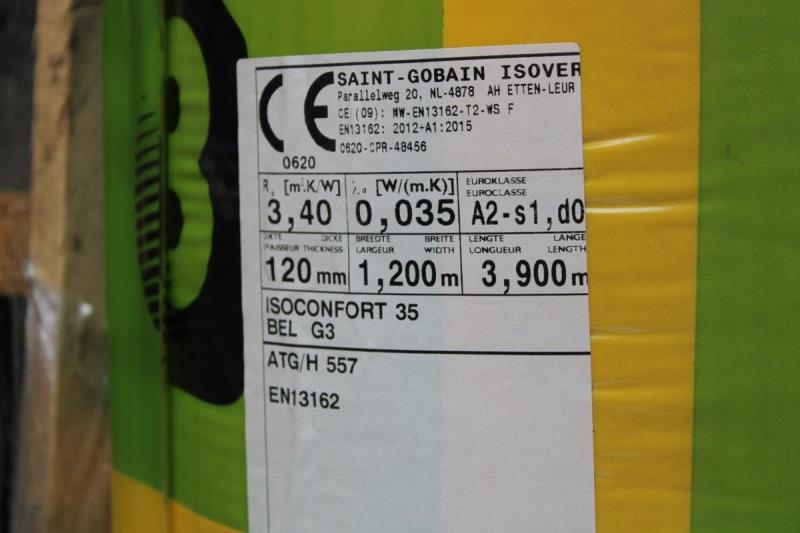 CE
SAINT-GOBAIN ISOVER
Parallelweg 20, NL-4878 AH ETTEN-LEUR
CE (09): MW-EN13162-T2-WS F
EN13162: 2012+A1:2015
0620-CPR-48456
0620
[m².K/W] [W/(m.K)] EUROKLASSE
EUROCLASSE
3,40 0,035 A2-s1,d0
DIKTE DICKE BREEDTE BREITE LENGTE LANGE
EPAISSEUR THICKNESS LARGEUR WIDTH LONGUEUR LENGTH
120 mm 1,200 m 3,900 m
ISOCONFORT 35
BEL G3
ATG/H 557
EN13162